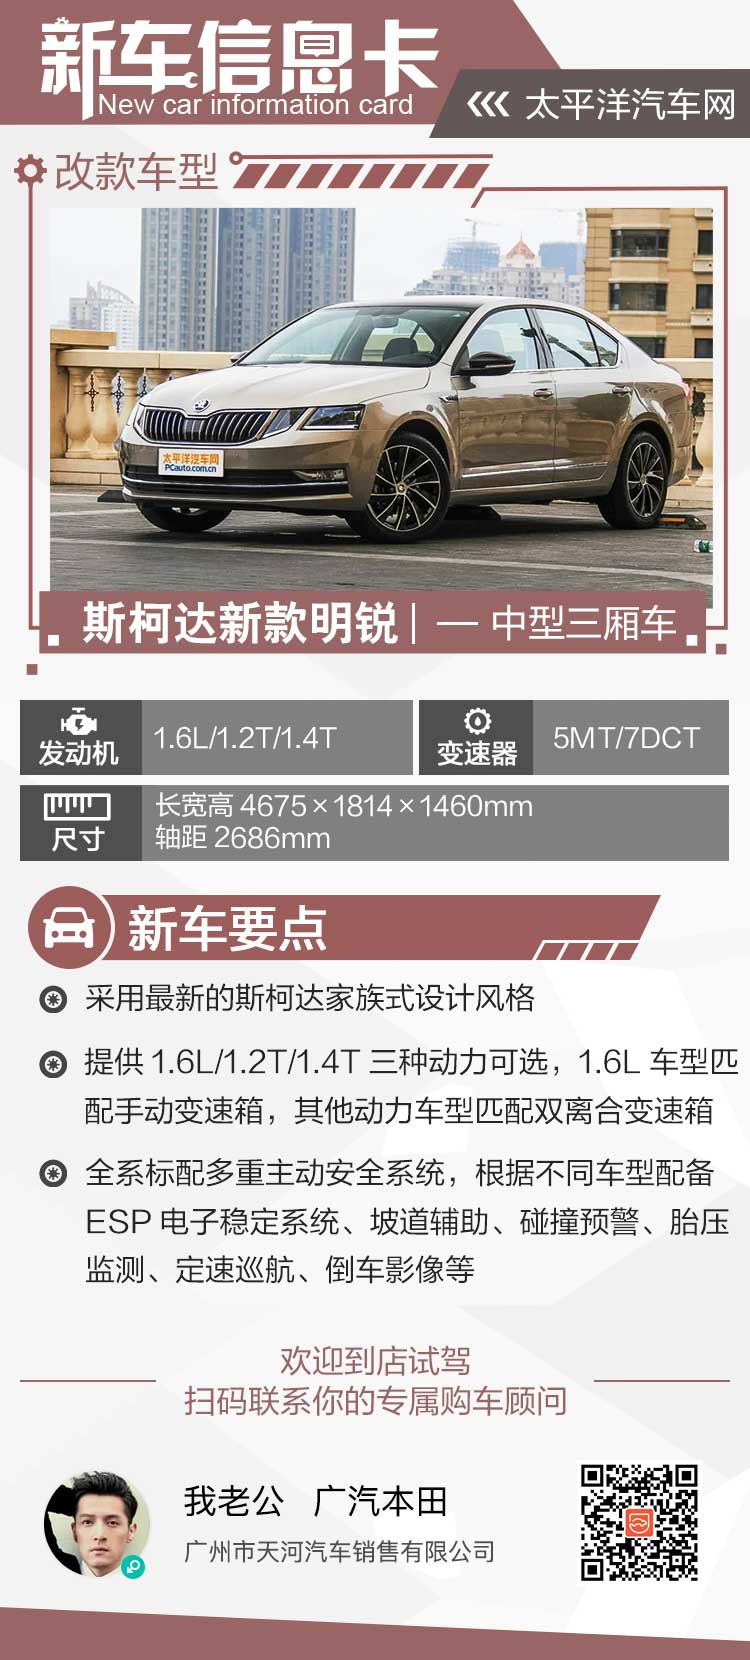 新车信息卡
New car information card
太平洋汽车网
改款车型
太平洋汽车网
PCauto.com.cn
斯柯达新款明锐 | — 中型三厢车
发动机 1.6L/1.2T/1.4T
变速器 5MT/7DCT
尺寸
长宽高 4675×1814×1460mm
轴距 2686mm
新车要点
采用最新的斯柯达家族式设计风格
提供 1.6L/1.2T/1.4T 三种动力可选，1.6L 车型匹
配手动变速箱，其他动力车型匹配双离合变速箱
全系标配多重主动安全系统，根据不同车型配备
ESP 电子稳定系统、坡道辅助、碰撞预警、胎压
监测、定速巡航、倒车影像等
欢迎到店试驾
扫码联系你的专属购车顾问
我老公 广汽本田
广州市天河汽车销售有限公司